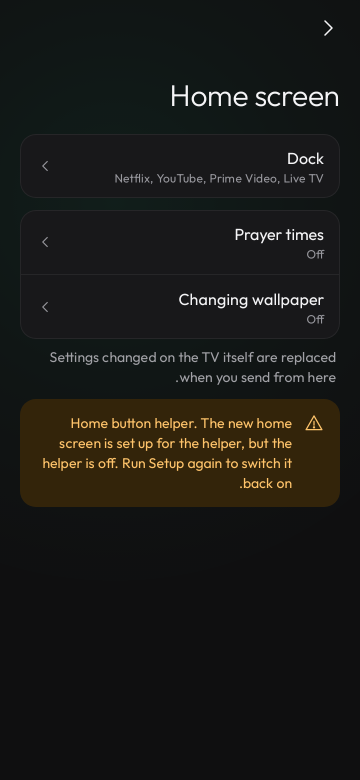 Home screen
Dock
Netflix, YouTube, Prime Video, Live TV
Prayer times
Off
Changing wallpaper
Off
Settings changed on the TV itself are replaced
.when you send from here
Home button helper. The new home
screen is set up for the helper, but the
helper is off. Run Setup again to switch it
.back on